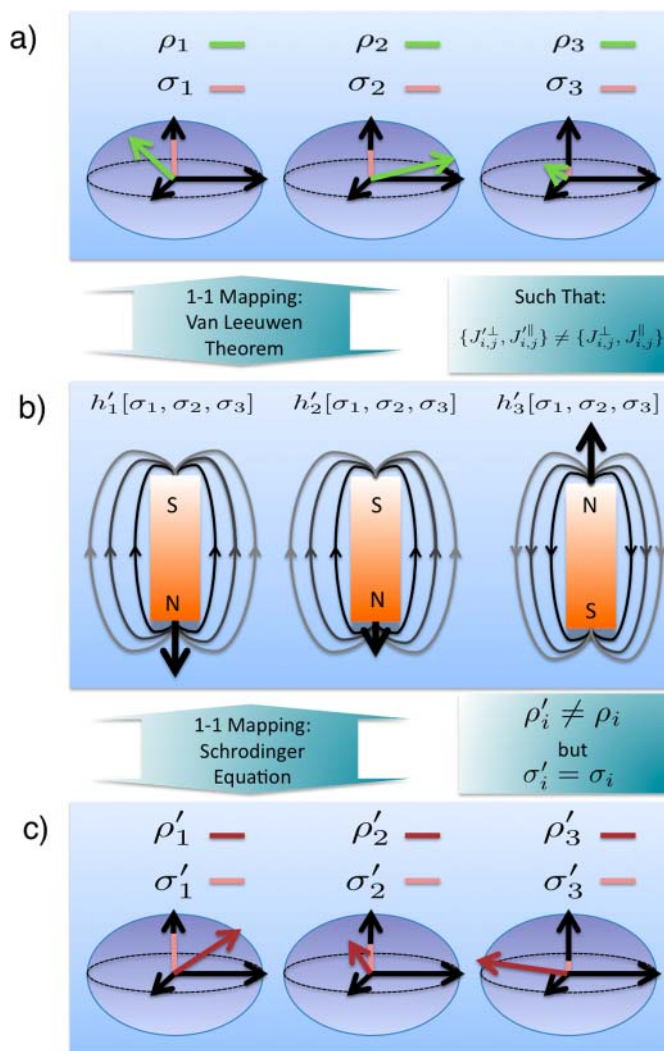 a)
ρ₁ ρ₂ ρ₃
σ₁ σ₂ σ₃
1-1 Mapping:
Van Leeuwen
Theorem
Such That:
{J′^⊥_{i,j}, J′^∥_{i,j}} ≠ {J^⊥_{i,j}, J^∥_{i,j}}
b)
h′₁[σ₁, σ₂, σ₃] h′₂[σ₁, σ₂, σ₃] h′₃[σ₁, σ₂, σ₃]
S S N
N N S
1-1 Mapping:
Schrodinger
Equation
ρ′ᵢ ≠ ρᵢ
but
σ′ᵢ = σᵢ
c)
ρ′₁ ρ′₂ ρ′₃
σ′₁ σ′₂ σ′₃